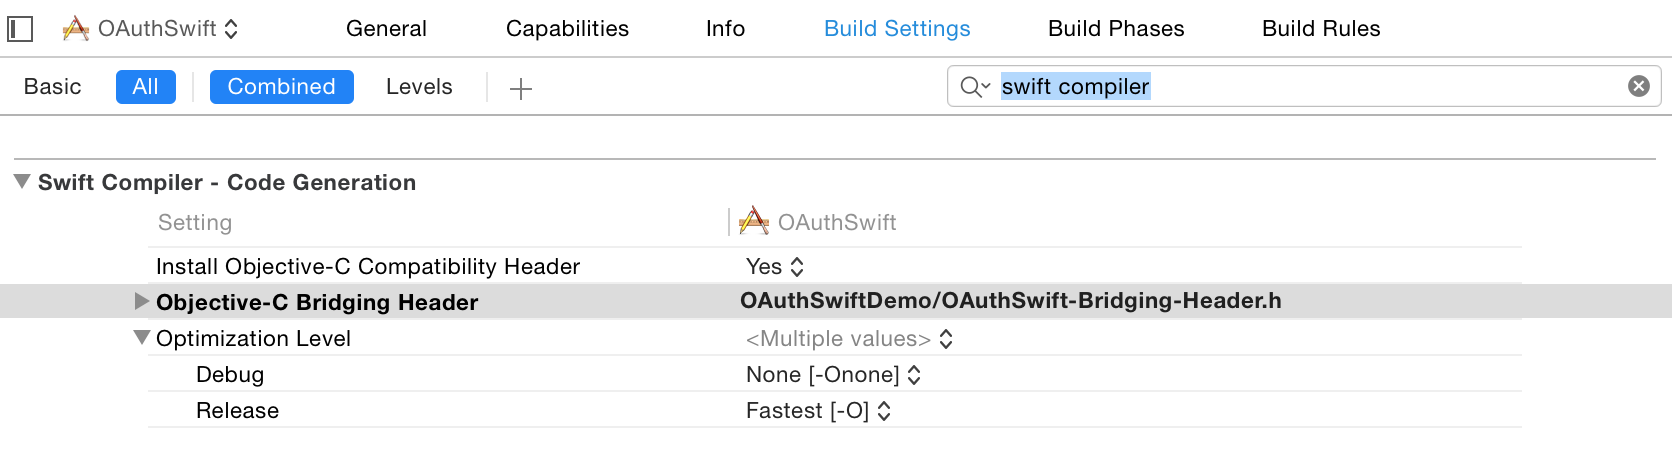 OAuthSwift General Capabilities Info Build Settings Build Phases Build Rules
Basic All Combined Levels + swift compiler
Swift Compiler - Code Generation
Setting OAuthSwift
Install Objective-C Compatibility Header Yes
Objective-C Bridging Header OAuthSwiftDemo/OAuthSwift-Bridging-Header.h
Optimization Level <Multiple values>
Debug None [-Onone]
Release Fastest [-O]